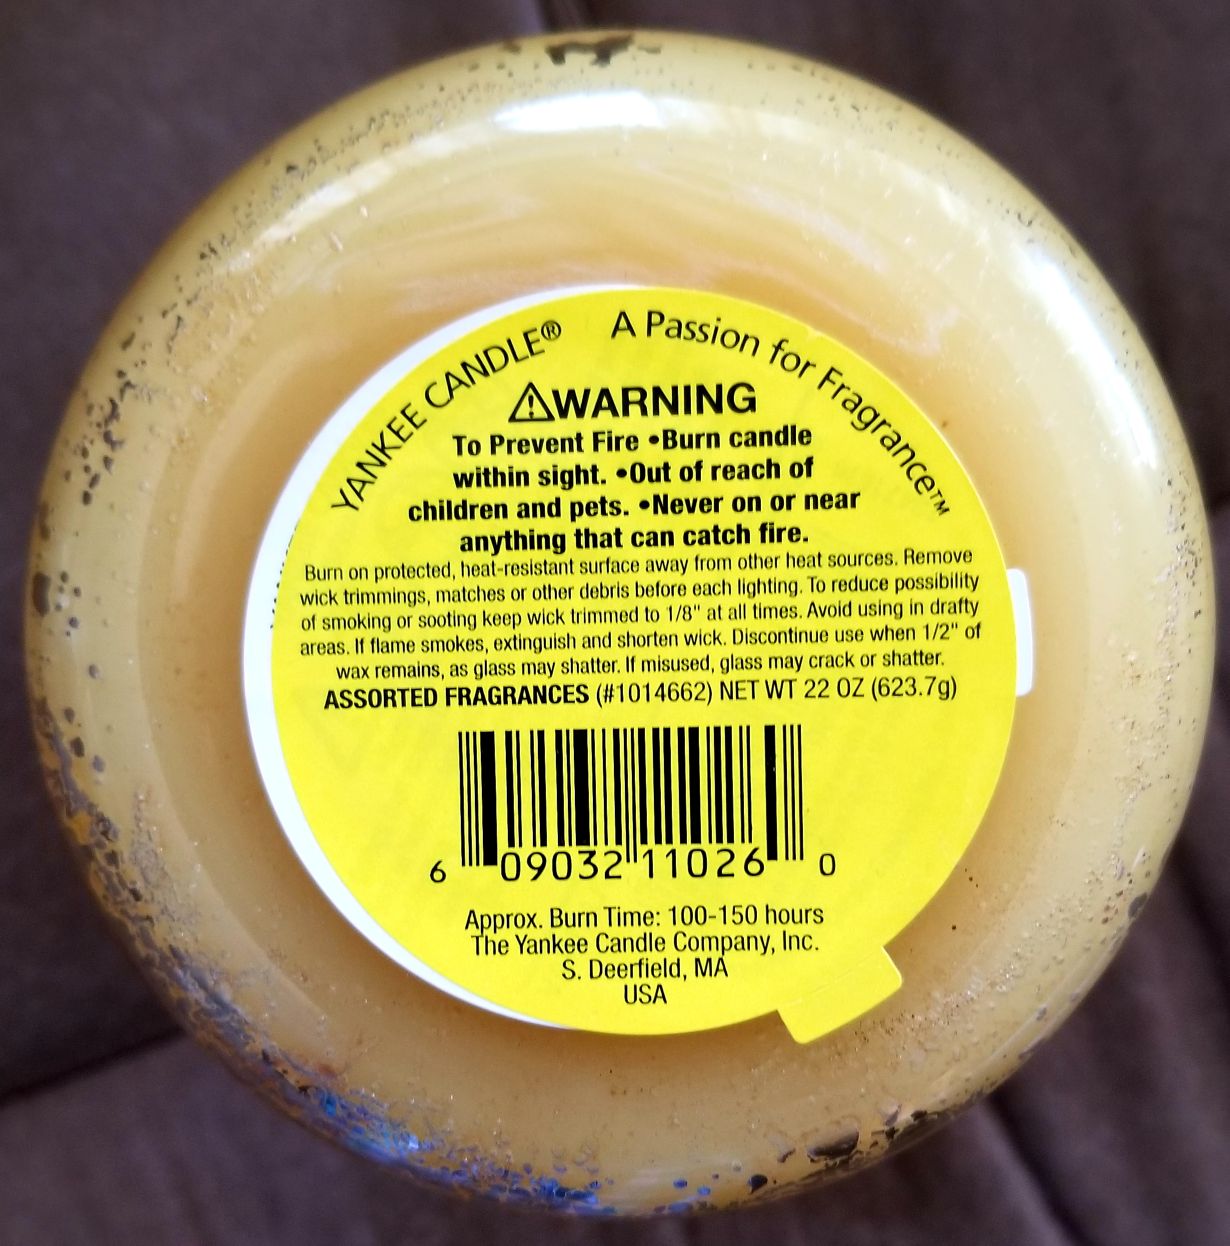 YANKEE CANDLE® A Passion for Fragrance™
WARNING
To Prevent Fire •Burn candle
within sight. •Out of reach of
children and pets. •Never on or near
anything that can catch fire.
Burn on protected, heat-resistant surface away from other heat sources. Remove
wick trimmings, matches or other debris before each lighting. To reduce possibility
of smoking or sooting keep wick trimmed to 1/8" at all times. Avoid using in drafty
areas. If flame smokes, extinguish and shorten wick. Discontinue use when 1/2" of
wax remains, as glass may shatter. If misused, glass may crack or shatter.
ASSORTED FRAGRANCES (#1014662) NET WT 22 OZ (623.7g)
6 09032 11026 0
Approx. Burn Time: 100-150 hours
The Yankee Candle Company, Inc.
S. Deerfield, MA
USA